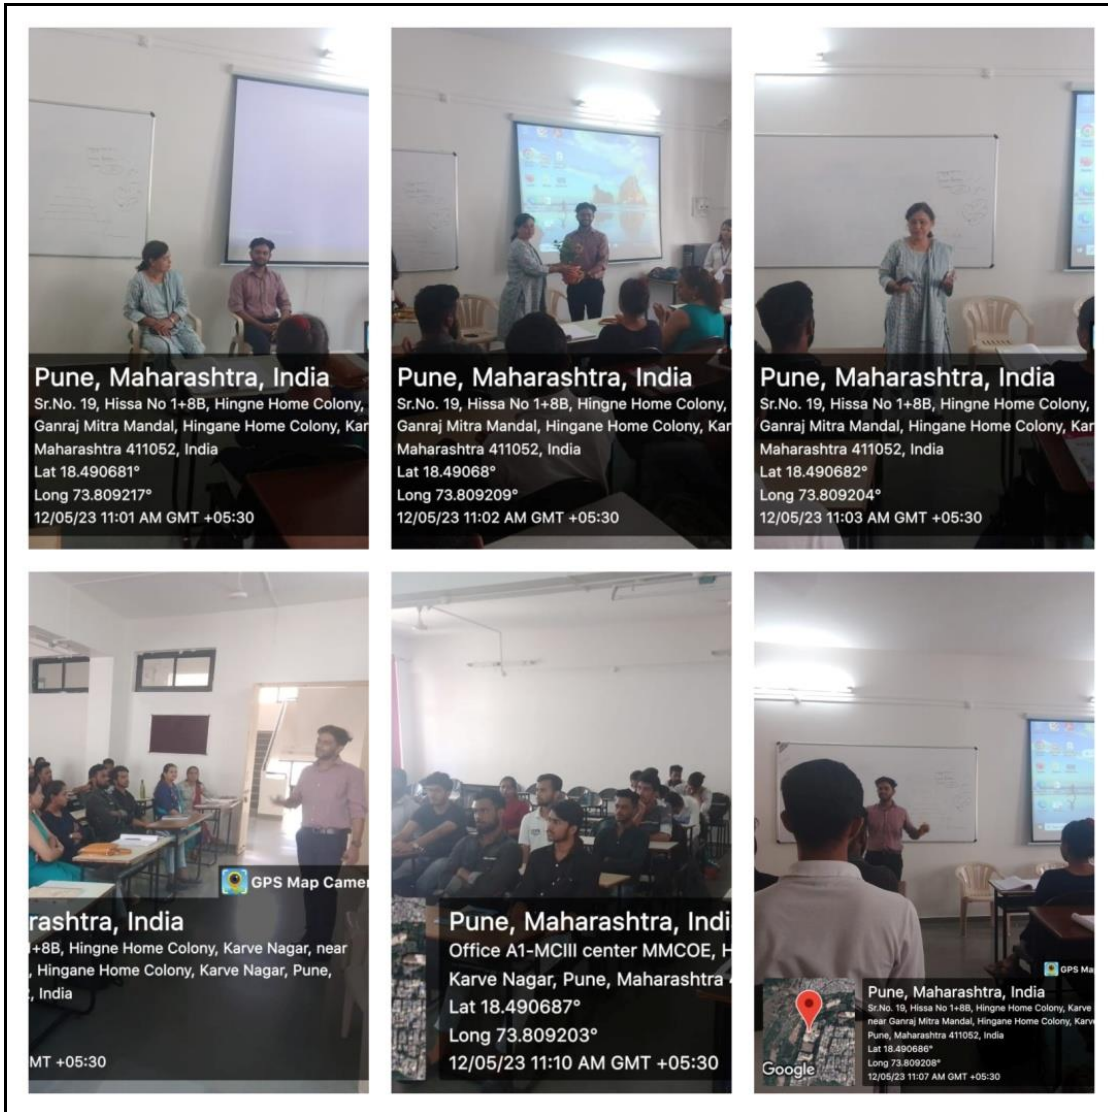 Pune, Maharashtra, India
Sr.No. 19, Hissa No 1+8B, Hingne Home Colony,
Ganraj Mitra Mandal, Hingane Home Colony, Kar
Maharashtra 411052, India
Lat 18.490681°
Long 73.809217°
12/05/23 11:01 AM GMT +05:30
Pune, Maharashtra, India
Sr.No. 19, Hissa No 1+8B, Hingne Home Colony,
Ganraj Mitra Mandal, Hingane Home Colony, Kar
Maharashtra 411052, India
Lat 18.49068°
Long 73.809209°
12/05/23 11:02 AM GMT +05:30
Pune, Maharashtra, India
Sr.No. 19, Hissa No 1+8B, Hingne Home Colony,
Ganraj Mitra Mandal, Hingane Home Colony, Kar
Maharashtra 411052, India
Lat 18.490682°
Long 73.809204°
12/05/23 11:03 AM GMT +05:30
GPS Map Camer
rashtra, India
1+8B, Hingne Home Colony, Karve Nagar, near
, Hingane Home Colony, Karve Nagar, Pune,
, India
MT +05:30
Pune, Maharashtra, Indi
Office A1-MCIII center MMCOE, H
Karve Nagar, Pune, Maharashtra
Lat 18.490687°
Long 73.809203°
12/05/23 11:10 AM GMT +05:30
GPS Ma
Pune, Maharashtra, India
Sr.No. 19, Hissa No 1+8B, Hingne Home Colony, Karve
near Ganraj Mitra Mandal, Hingane Home Colony, Karv
Pune, Maharashtra 411052, India
Lat 18.490686°
Long 73.809208°
12/05/23 11:07 AM GMT +05:30
Google